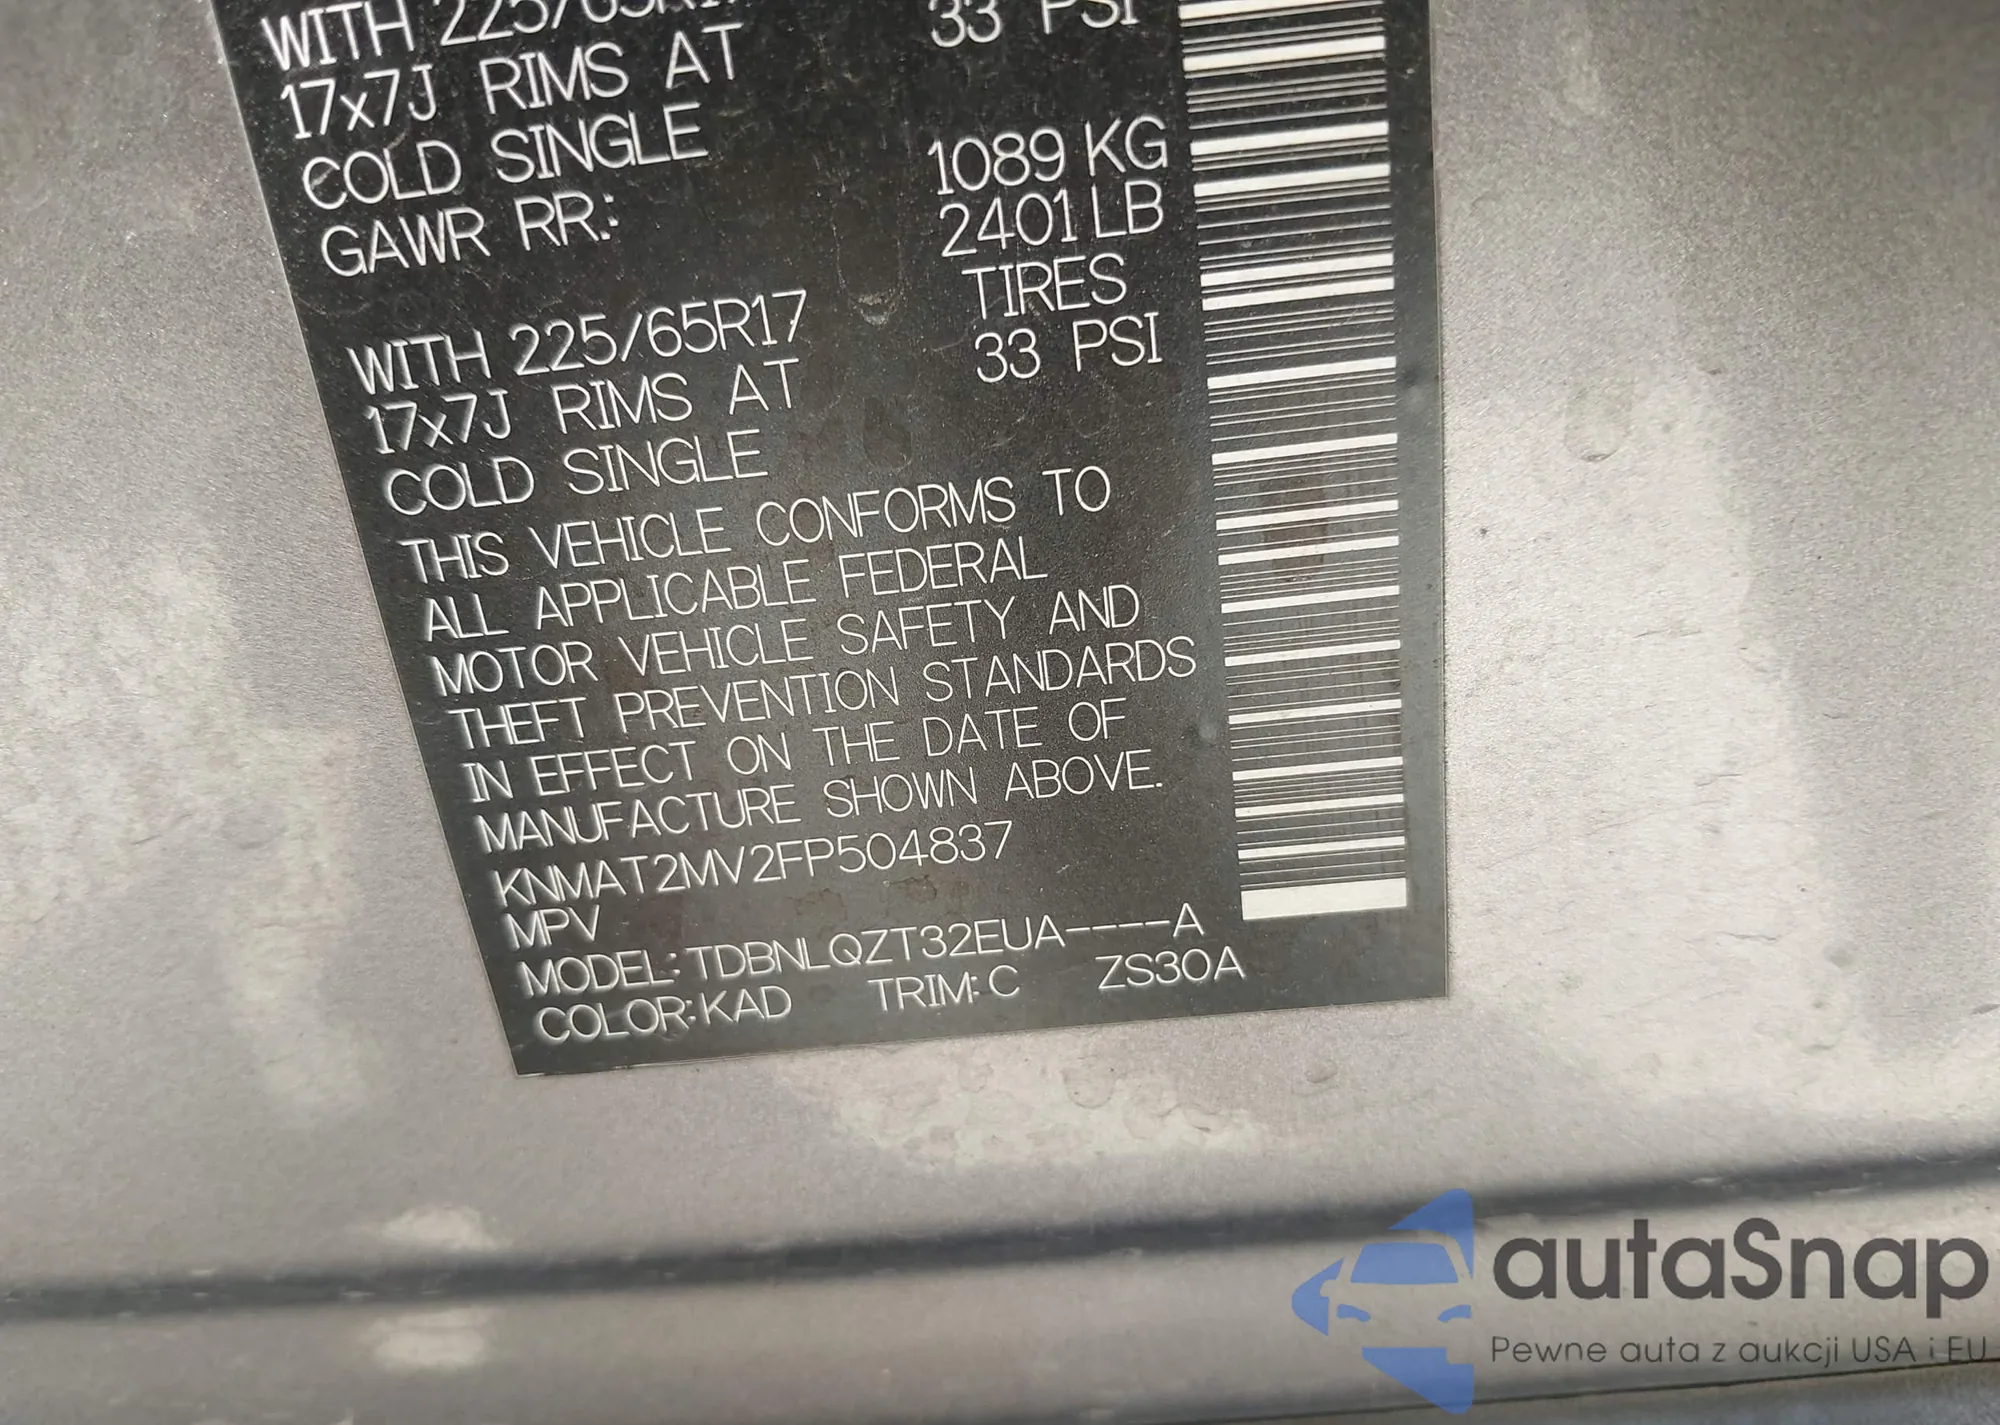 WITH 225/65R17
33 PSI
17x7J RIMS AT
COLD SINGLE
GAWR RR.:
1089 KG
2401 LB
WITH 225/65R17
TIRES
17x7J RIMS AT
33 PSI
COLD SINGLE
THIS VEHICLE CONFORMS TO
ALL APPLICABLE FEDERAL
MOTOR VEHICLE SAFETY AND
THEFT PREVENTION STANDARDS
IN EFFECT ON THE DATE OF
MANUFACTURE SHOWN ABOVE.
KNMAT2MV2FP504837
MPV
MODEL:TDBNLQZT32EUA----A
COLOR:KAD TRIM:C ZS30A
autaSnap
Pewne auta z aukcji USA i EU